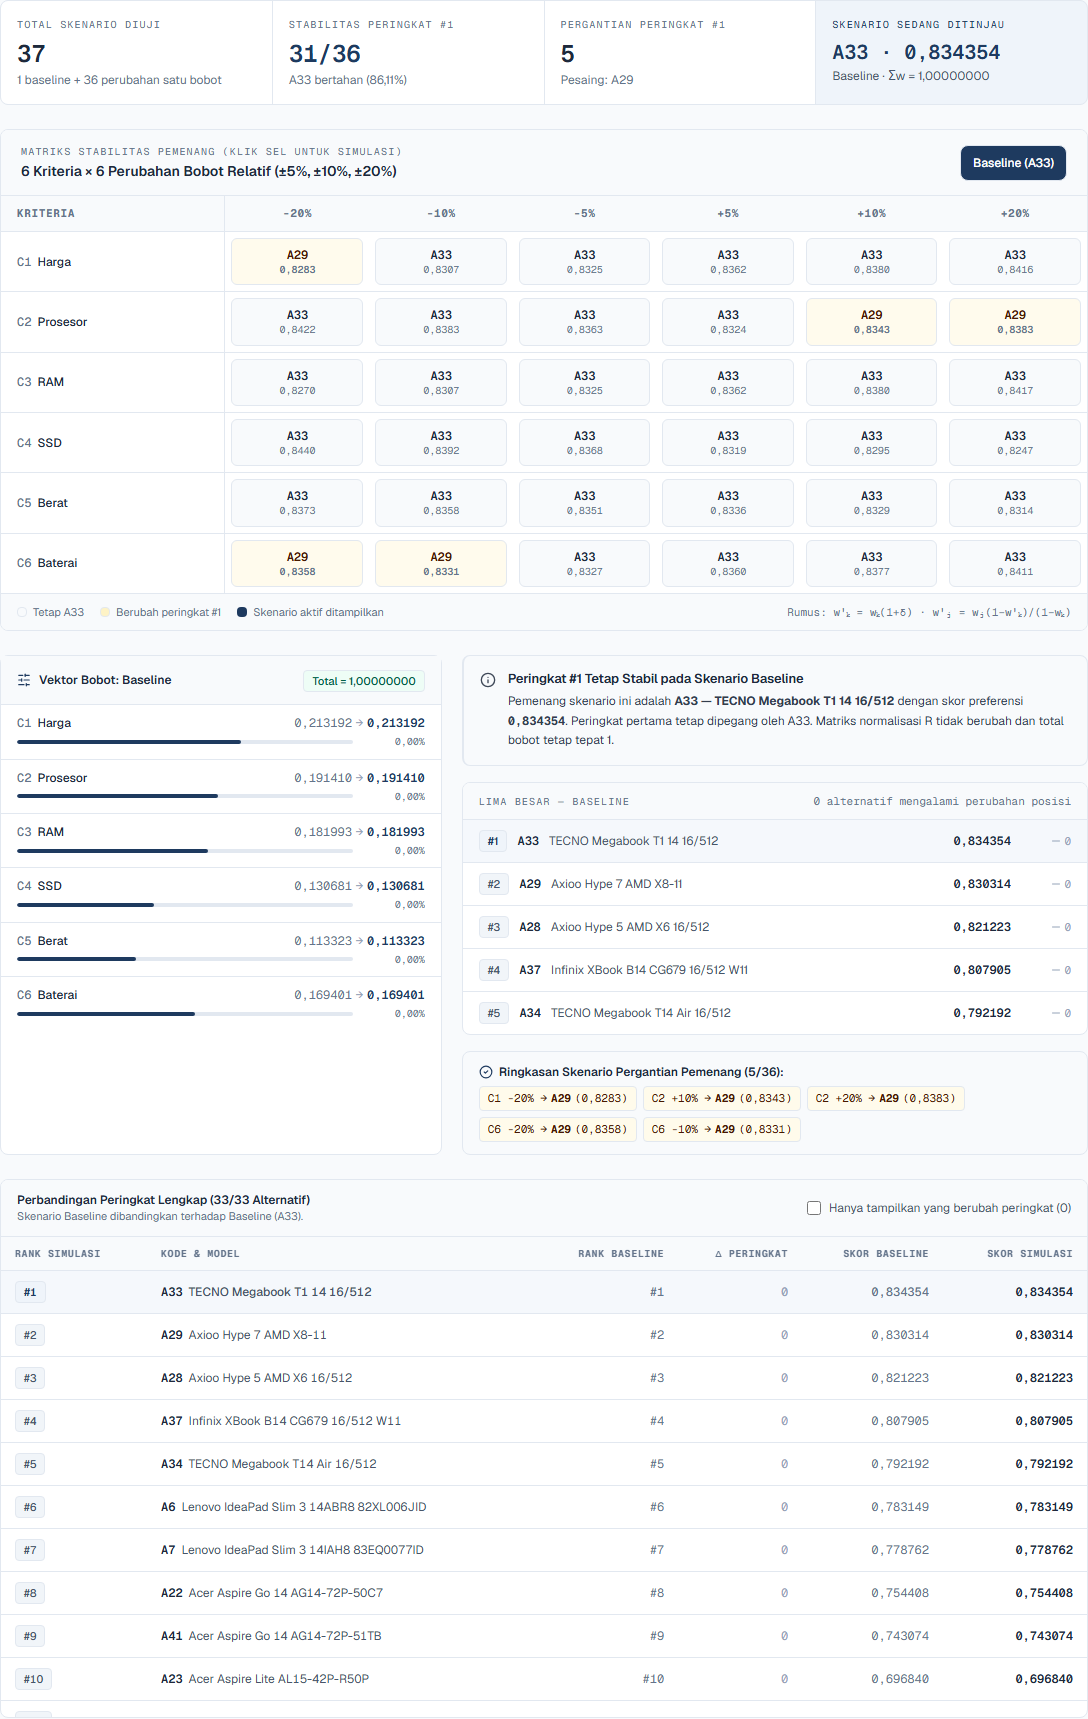 TOTAL SKENARIO DIUJI
37
1 baseline + 36 perubahan satu bobot
STABILITAS PERINGKAT #1
31/36
A33 bertahan (86,11%)
PERGANTIAN PERINGKAT #1
5
Pesaing: A29
SKENARIO SEDANG DITINJAU
A33 · 0,834354
Baseline · Σw = 1,00000000
MATRIKS STABILITAS PEMENANG (KLIK SEL UNTUK SIMULASI)
6 Kriteria × 6 Perubahan Bobot Relatif (±5%, ±10%, ±20%)
Baseline (A33)
KRITERIA -20% -10% -5% +5% +10% +20%
C1 Harga A29 A33 A33 A33 A33 A33
0,8283 0,8307 0,8325 0,8362 0,8380 0,8416
C2 Prosesor A33 A33 A33 A33 A29 A29
0,8422 0,8383 0,8363 0,8324 0,8343 0,8383
C3 RAM A33 A33 A33 A33 A33 A33
0,8270 0,8307 0,8325 0,8362 0,8380 0,8417
C4 SSD A33 A33 A33 A33 A33 A33
0,8440 0,8392 0,8368 0,8319 0,8295 0,8247
C5 Berat A33 A33 A33 A33 A33 A33
0,8373 0,8358 0,8351 0,8336 0,8329 0,8314
C6 Baterai A29 A29 A33 A33 A33 A33
0,8358 0,8331 0,8327 0,8360 0,8377 0,8411
Tetap A33 Berubah peringkat #1 Skenario aktif ditampilkan
Rumus: w'ₖ = wₖ(1+δ) · w'ⱼ = wⱼ(1−w'ₖ)/(1−wₖ)
Vektor Bobot: Baseline
Total = 1,00000000
C1 Harga 0,213192 → 0,213192
0,00%
C2 Prosesor 0,191410 → 0,191410
0,00%
C3 RAM 0,181993 → 0,181993
0,00%
C4 SSD 0,130681 → 0,130681
0,00%
C5 Berat 0,113323 → 0,113323
0,00%
C6 Baterai 0,169401 → 0,169401
0,00%
Peringkat #1 Tetap Stabil pada Skenario Baseline
Pemenang skenario ini adalah A33 — TECNO Megabook T1 14 16/512 dengan skor preferensi
0,834354. Peringkat pertama tetap dipegang oleh A33. Matriks normalisasi R tidak berubah dan total
bobot tetap tepat 1.
LIMA BESAR — BASELINE
0 alternatif mengalami perubahan posisi
#1 A33 TECNO Megabook T1 14 16/512 0,834354 — 0
#2 A29 Axioo Hype 7 AMD X8-11 0,830314 — 0
#3 A28 Axioo Hype 5 AMD X6 16/512 0,821223 — 0
#4 A37 Infinix XBook B14 CG679 16/512 W11 0,807905 — 0
#5 A34 TECNO Megabook T14 Air 16/512 0,792192 — 0
Ringkasan Skenario Pergantian Pemenang (5/36):
C1 -20% → A29 (0,8283) C2 +10% → A29 (0,8343) C2 +20% → A29 (0,8383)
C6 -20% → A29 (0,8358) C6 -10% → A29 (0,8331)
Perbandingan Peringkat Lengkap (33/33 Alternatif)
Skenario Baseline dibandingkan terhadap Baseline (A33).
Hanya tampilkan yang berubah peringkat (0)
RANK SIMULASI KODE & MODEL RANK BASELINE Δ PERINGKAT SKOR BASELINE SKOR SIMULASI
#1 A33 TECNO Megabook T1 14 16/512 #1 0 0,834354 0,834354
#2 A29 Axioo Hype 7 AMD X8-11 #2 0 0,830314 0,830314
#3 A28 Axioo Hype 5 AMD X6 16/512 #3 0 0,821223 0,821223
#4 A37 Infinix XBook B14 CG679 16/512 W11 #4 0 0,807905 0,807905
#5 A34 TECNO Megabook T14 Air 16/512 #5 0 0,792192 0,792192
#6 A6 Lenovo IdeaPad Slim 3 14ABR8 82XL006JID #6 0 0,783149 0,783149
#7 A7 Lenovo IdeaPad Slim 3 14IAH8 83EQ0077ID #7 0 0,778762 0,778762
#8 A22 Acer Aspire Go 14 AG14-72P-50C7 #8 0 0,754408 0,754408
#9 A41 Acer Aspire Go 14 AG14-72P-51TB #9 0 0,743074 0,743074
#10 A23 Acer Aspire Lite AL15-42P-R50P #10 0 0,696840 0,696840